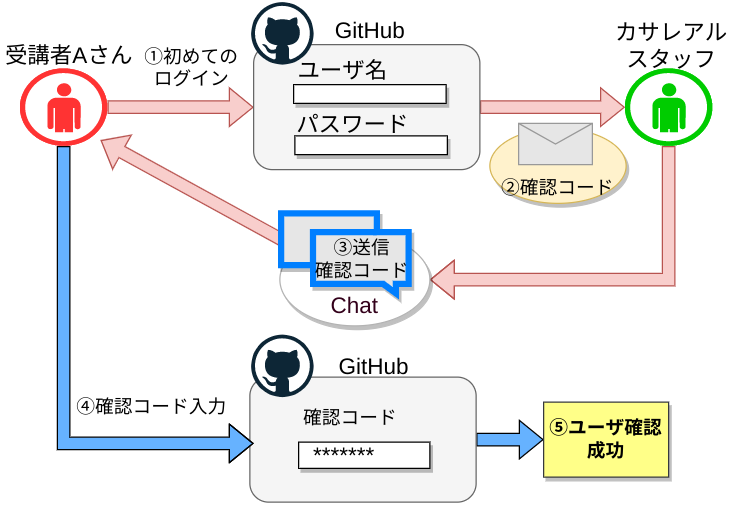 受講者Aさん
①初めての
ログイン
GitHub
ユーザ名
パスワード
カサレアル
スタッフ
②確認コード
③送信
確認コード
Chat
④確認コード入力
GitHub
確認コード
*******
⑤ユーザ確認
成功